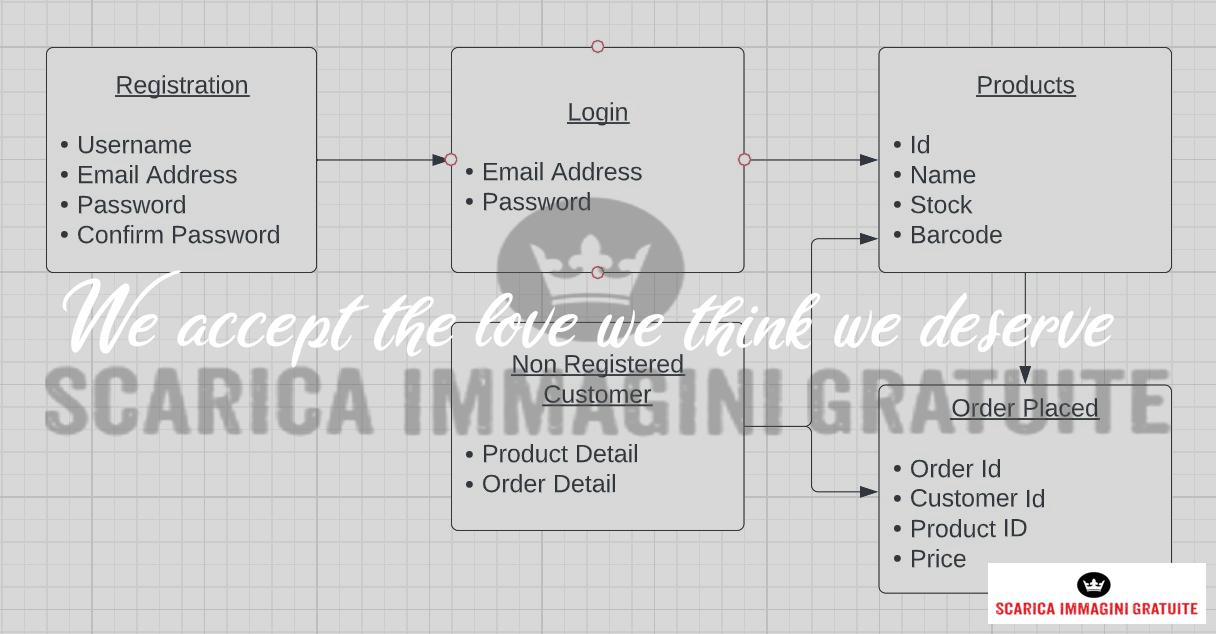 Registration
• Username
• Email Address
• Password
• Confirm Password
Login
• Email Address
• Password
Products
• Id
• Name
• Stock
• Barcode
We accept the love we think we deserve
SCARICA IMMAGINI GRATUITE
Non Registered
Customer
• Product Detail
• Order Detail
Order Placed
• Order Id
• Customer Id
• Product ID
• Price
SCARICA IMMAGINI GRATUITE